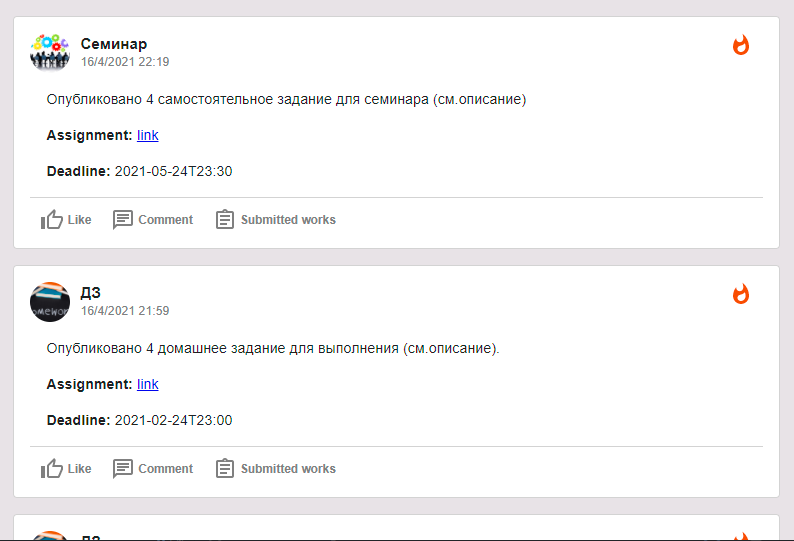 Семинар
16/4/2021 22:19
Опубликовано 4 самостоятельное задание для семинара (см.описание)
Assignment: link
Deadline: 2021-05-24T23:30
Like Comment Submitted works
ДЗ
16/4/2021 21:59
Опубликовано 4 домашнее задание для выполнения (см.описание).
Assignment: link
Deadline: 2021-02-24T23:00
Like Comment Submitted works
ДЗ